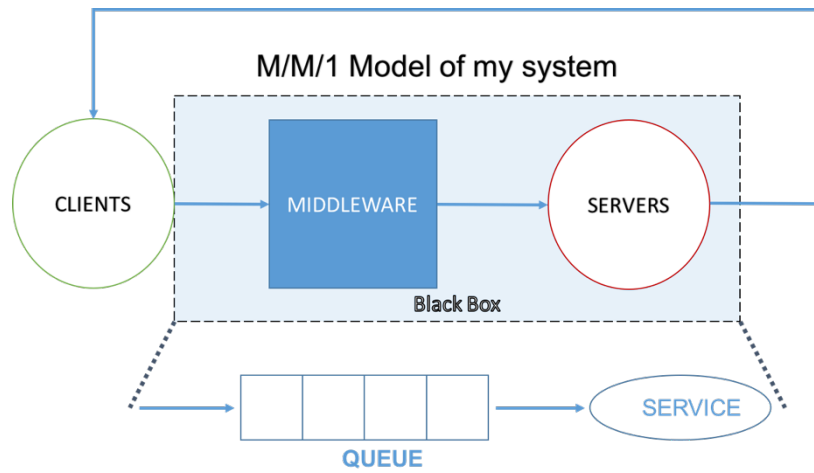 M/M/1 Model of my system
CLIENTS
MIDDLEWARE
SERVERS
Black Box
SERVICE
QUEUE